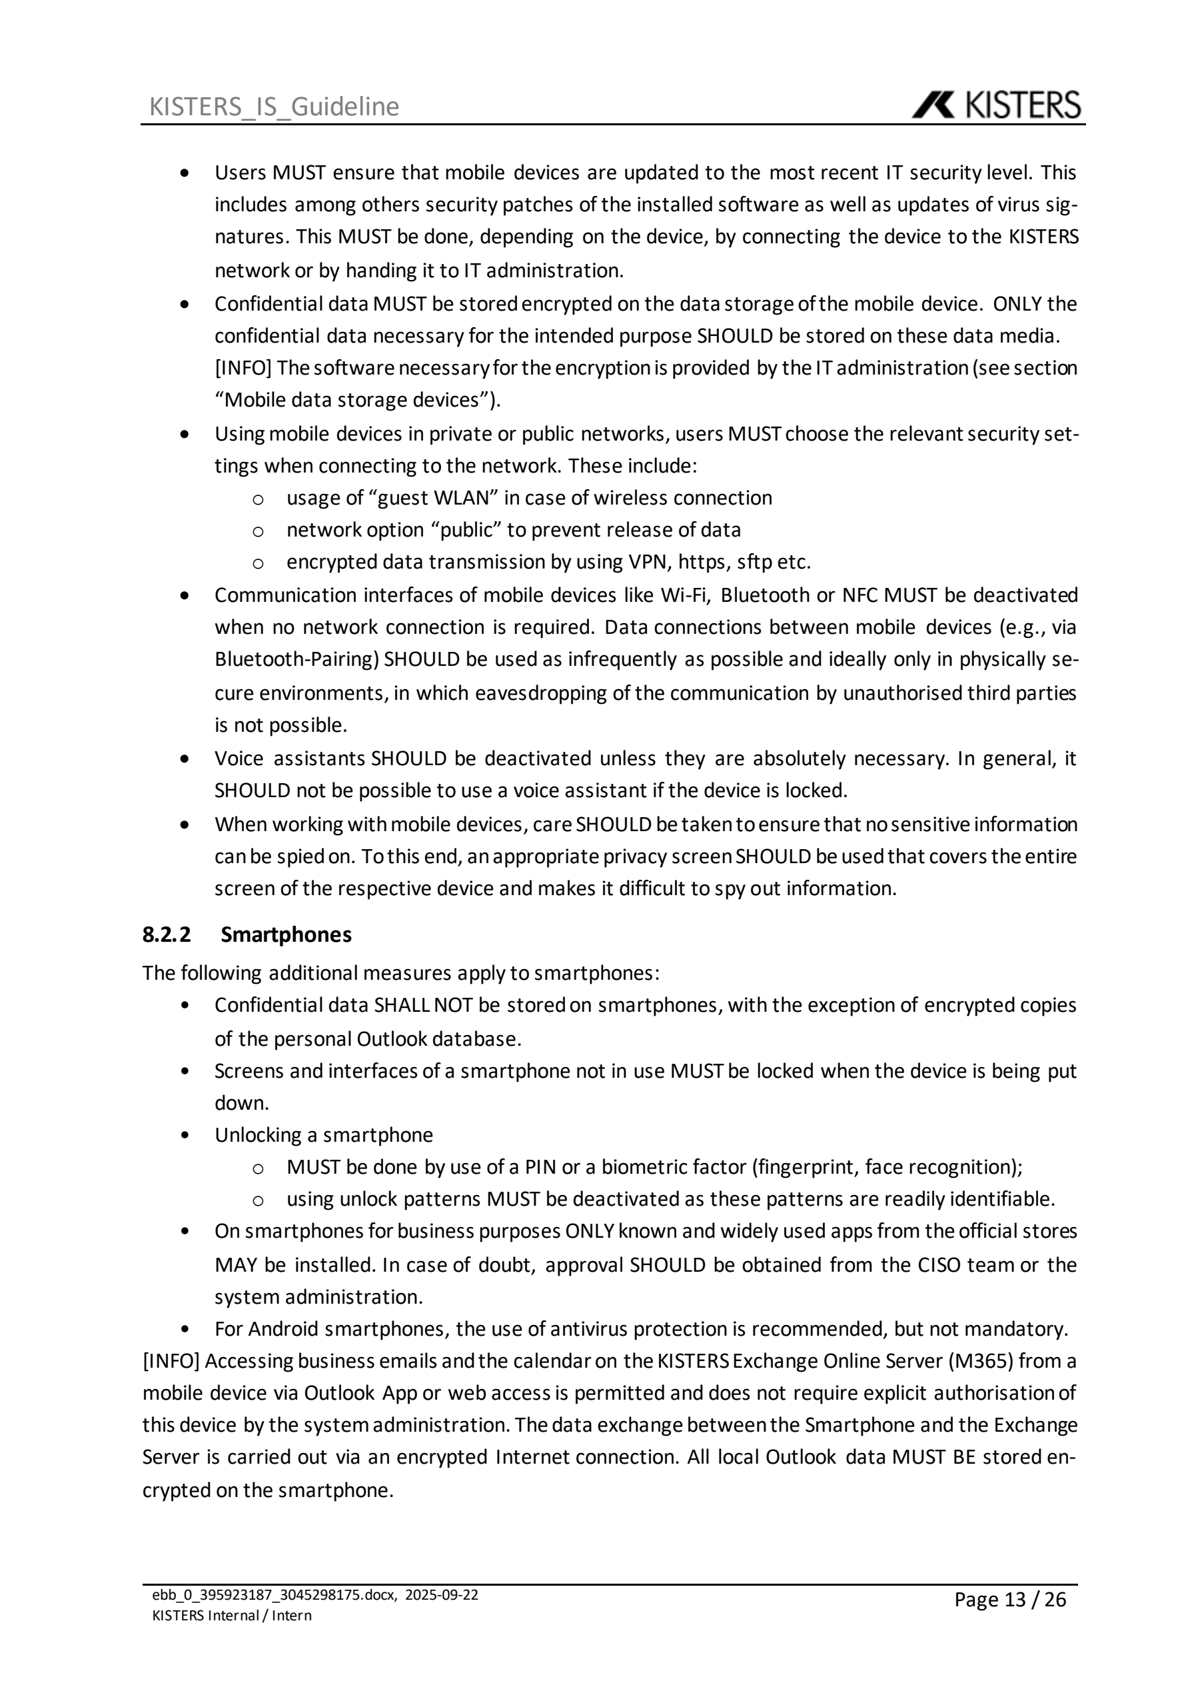 KISTERS_IS_Guideline
KISTERS
• Users MUST ensure that mobile devices are updated to the most recent IT security level. This
includes among others security patches of the installed software as well as updates of virus sig-
natures. This MUST be done, depending on the device, by connecting the device to the KISTERS
network or by handing it to IT administration.
• Confidential data MUST be stored encrypted on the data storage of the mobile device. ONLY the
confidential data necessary for the intended purpose SHOULD be stored on these data media.
[INFO] The software necessary for the encryption is provided by the IT administration (see section
“Mobile data storage devices”).
• Using mobile devices in private or public networks, users MUST choose the relevant security set-
tings when connecting to the network. These include:
o usage of “guest WLAN” in case of wireless connection
o network option “public” to prevent release of data
o encrypted data transmission by using VPN, https, sftp etc.
• Communication interfaces of mobile devices like Wi-Fi, Bluetooth or NFC MUST be deactivated
when no network connection is required. Data connections between mobile devices (e.g., via
Bluetooth-Pairing) SHOULD be used as infrequently as possible and ideally only in physically se-
cure environments, in which eavesdropping of the communication by unauthorised third parties
is not possible.
• Voice assistants SHOULD be deactivated unless they are absolutely necessary. In general, it
SHOULD not be possible to use a voice assistant if the device is locked.
• When working with mobile devices, care SHOULD be taken to ensure that no sensitive information
can be spied on. To this end, an appropriate privacy screen SHOULD be used that covers the entire
screen of the respective device and makes it difficult to spy out information.
8.2.2 Smartphones
The following additional measures apply to smartphones:
• Confidential data SHALL NOT be stored on smartphones, with the exception of encrypted copies
of the personal Outlook database.
• Screens and interfaces of a smartphone not in use MUST be locked when the device is being put
down.
• Unlocking a smartphone
o MUST be done by use of a PIN or a biometric factor (fingerprint, face recognition);
o using unlock patterns MUST be deactivated as these patterns are readily identifiable.
• On smartphones for business purposes ONLY known and widely used apps from the official stores
MAY be installed. In case of doubt, approval SHOULD be obtained from the CISO team or the
system administration.
• For Android smartphones, the use of antivirus protection is recommended, but not mandatory.
[INFO] Accessing business emails and the calendar on the KISTERS Exchange Online Server (M365) from a
mobile device via Outlook App or web access is permitted and does not require explicit authorisation of
this device by the system administration. The data exchange between the Smartphone and the Exchange
Server is carried out via an encrypted Internet connection. All local Outlook data MUST BE stored en-
crypted on the smartphone.
ebb_0_395923187_3045298175.docx, 2025-09-22
Page 13 / 26
KISTERS Internal / Intern